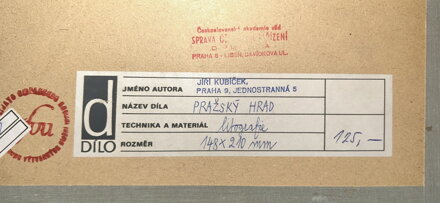 Československá akademie věd
SPRÁVA
PRAHA 8 - LIBEŇ, DAVÍDKOVA UL.
JIŘÍ KUBÍČEK,
JMÉNO AUTORA PRAHA 9, JEDNOSTRANNÁ 5
NÁZEV DÍLA PRAŽSKÝ HRAD
TECHNIKA A MATERIÁL litografie
ROZMĚR 148 x 210 mm
125,-
d
DÍLO